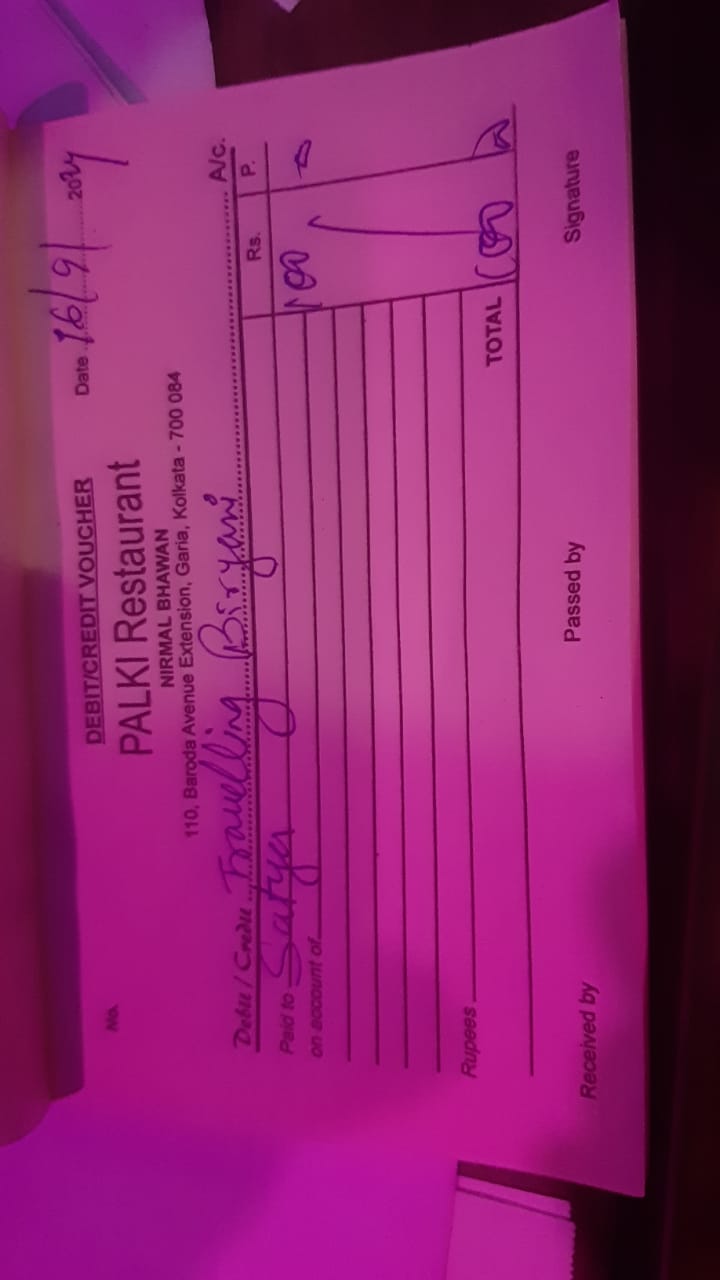 DEBIT/CREDIT VOUCHER
No. Date 16/9/2024
PALKI Restaurant
NIRMAL BHAWAN
110, Baroda Avenue Extension, Garia, Kolkata - 700 084
Debit / Credit Travelling Biryani A/c.
Rs. P.
Paid to Satya 100
on account of
Rupees TOTAL 100
Received by Passed by Signature